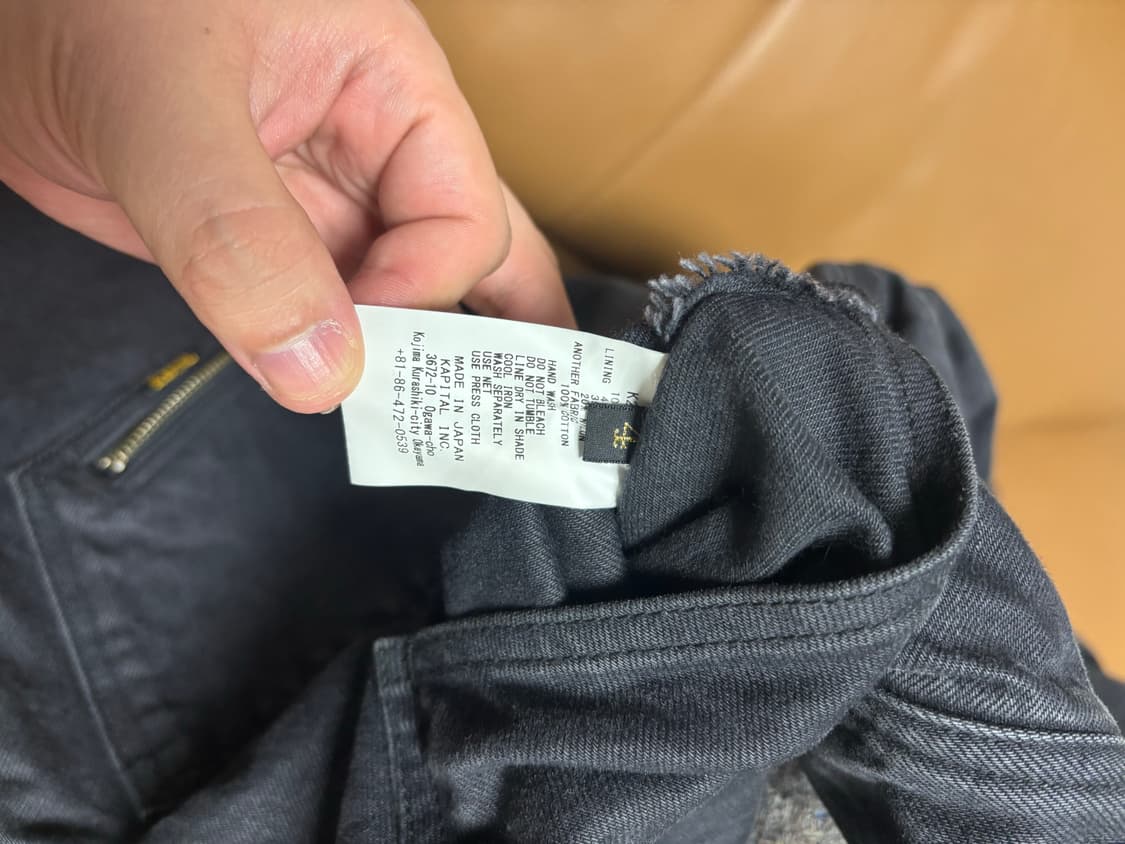 LINING
ANOTHER FABRIC
100% COTTON
HAND WASH
DO NOT BLEACH
DO NOT TUMBLE
LINE DRY IN SHADE
COOL IRON
WASH SEPARATELY
USE NET
USE PRESS CLOTH
MADE IN JAPAN
KAPITAL INC.
3672-10 Ogawa-cho
Kojima Kurashiki-city Okayama
+81-86-472-0539
4